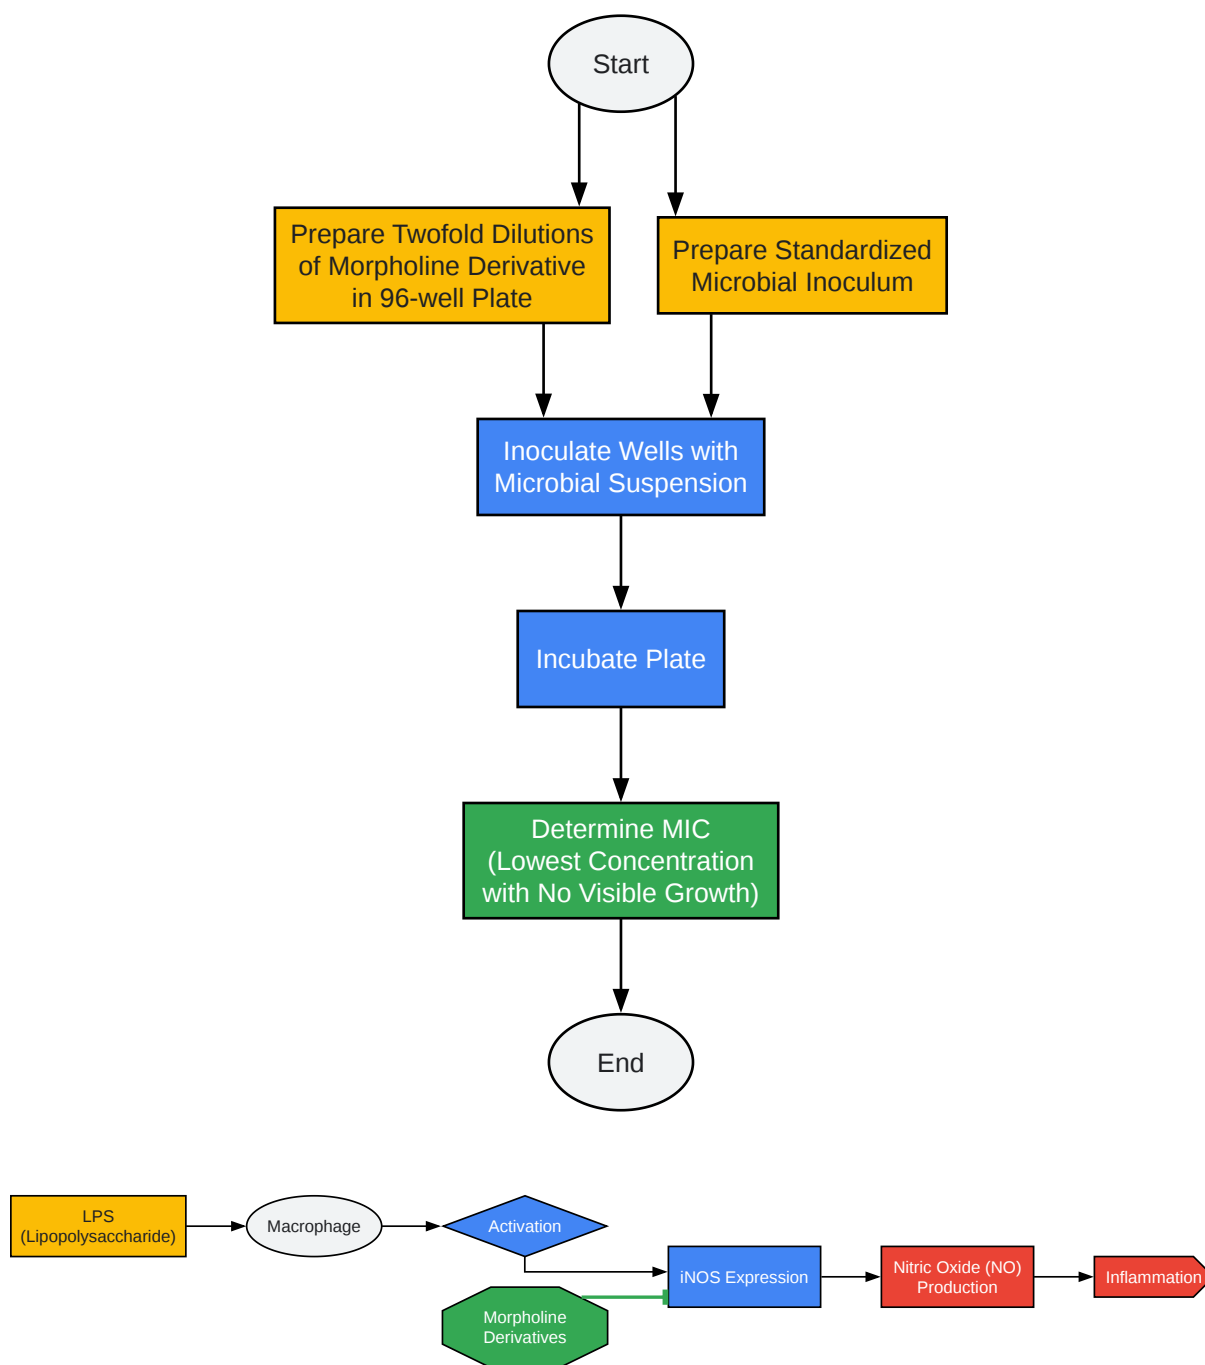 Start
Prepare Twofold Dilutions
of Morpholine Derivative
in 96-well Plate
Prepare Standardized
Microbial Inoculum
Inoculate Wells with
Microbial Suspension
Incubate Plate
Determine MIC
(Lowest Concentration
with No Visible Growth)
End
LPS
(Lipopolysaccharide)
Macrophage
Activation
Morpholine
Derivatives
iNOS Expression
Nitric Oxide (NO)
Production
Inflammation